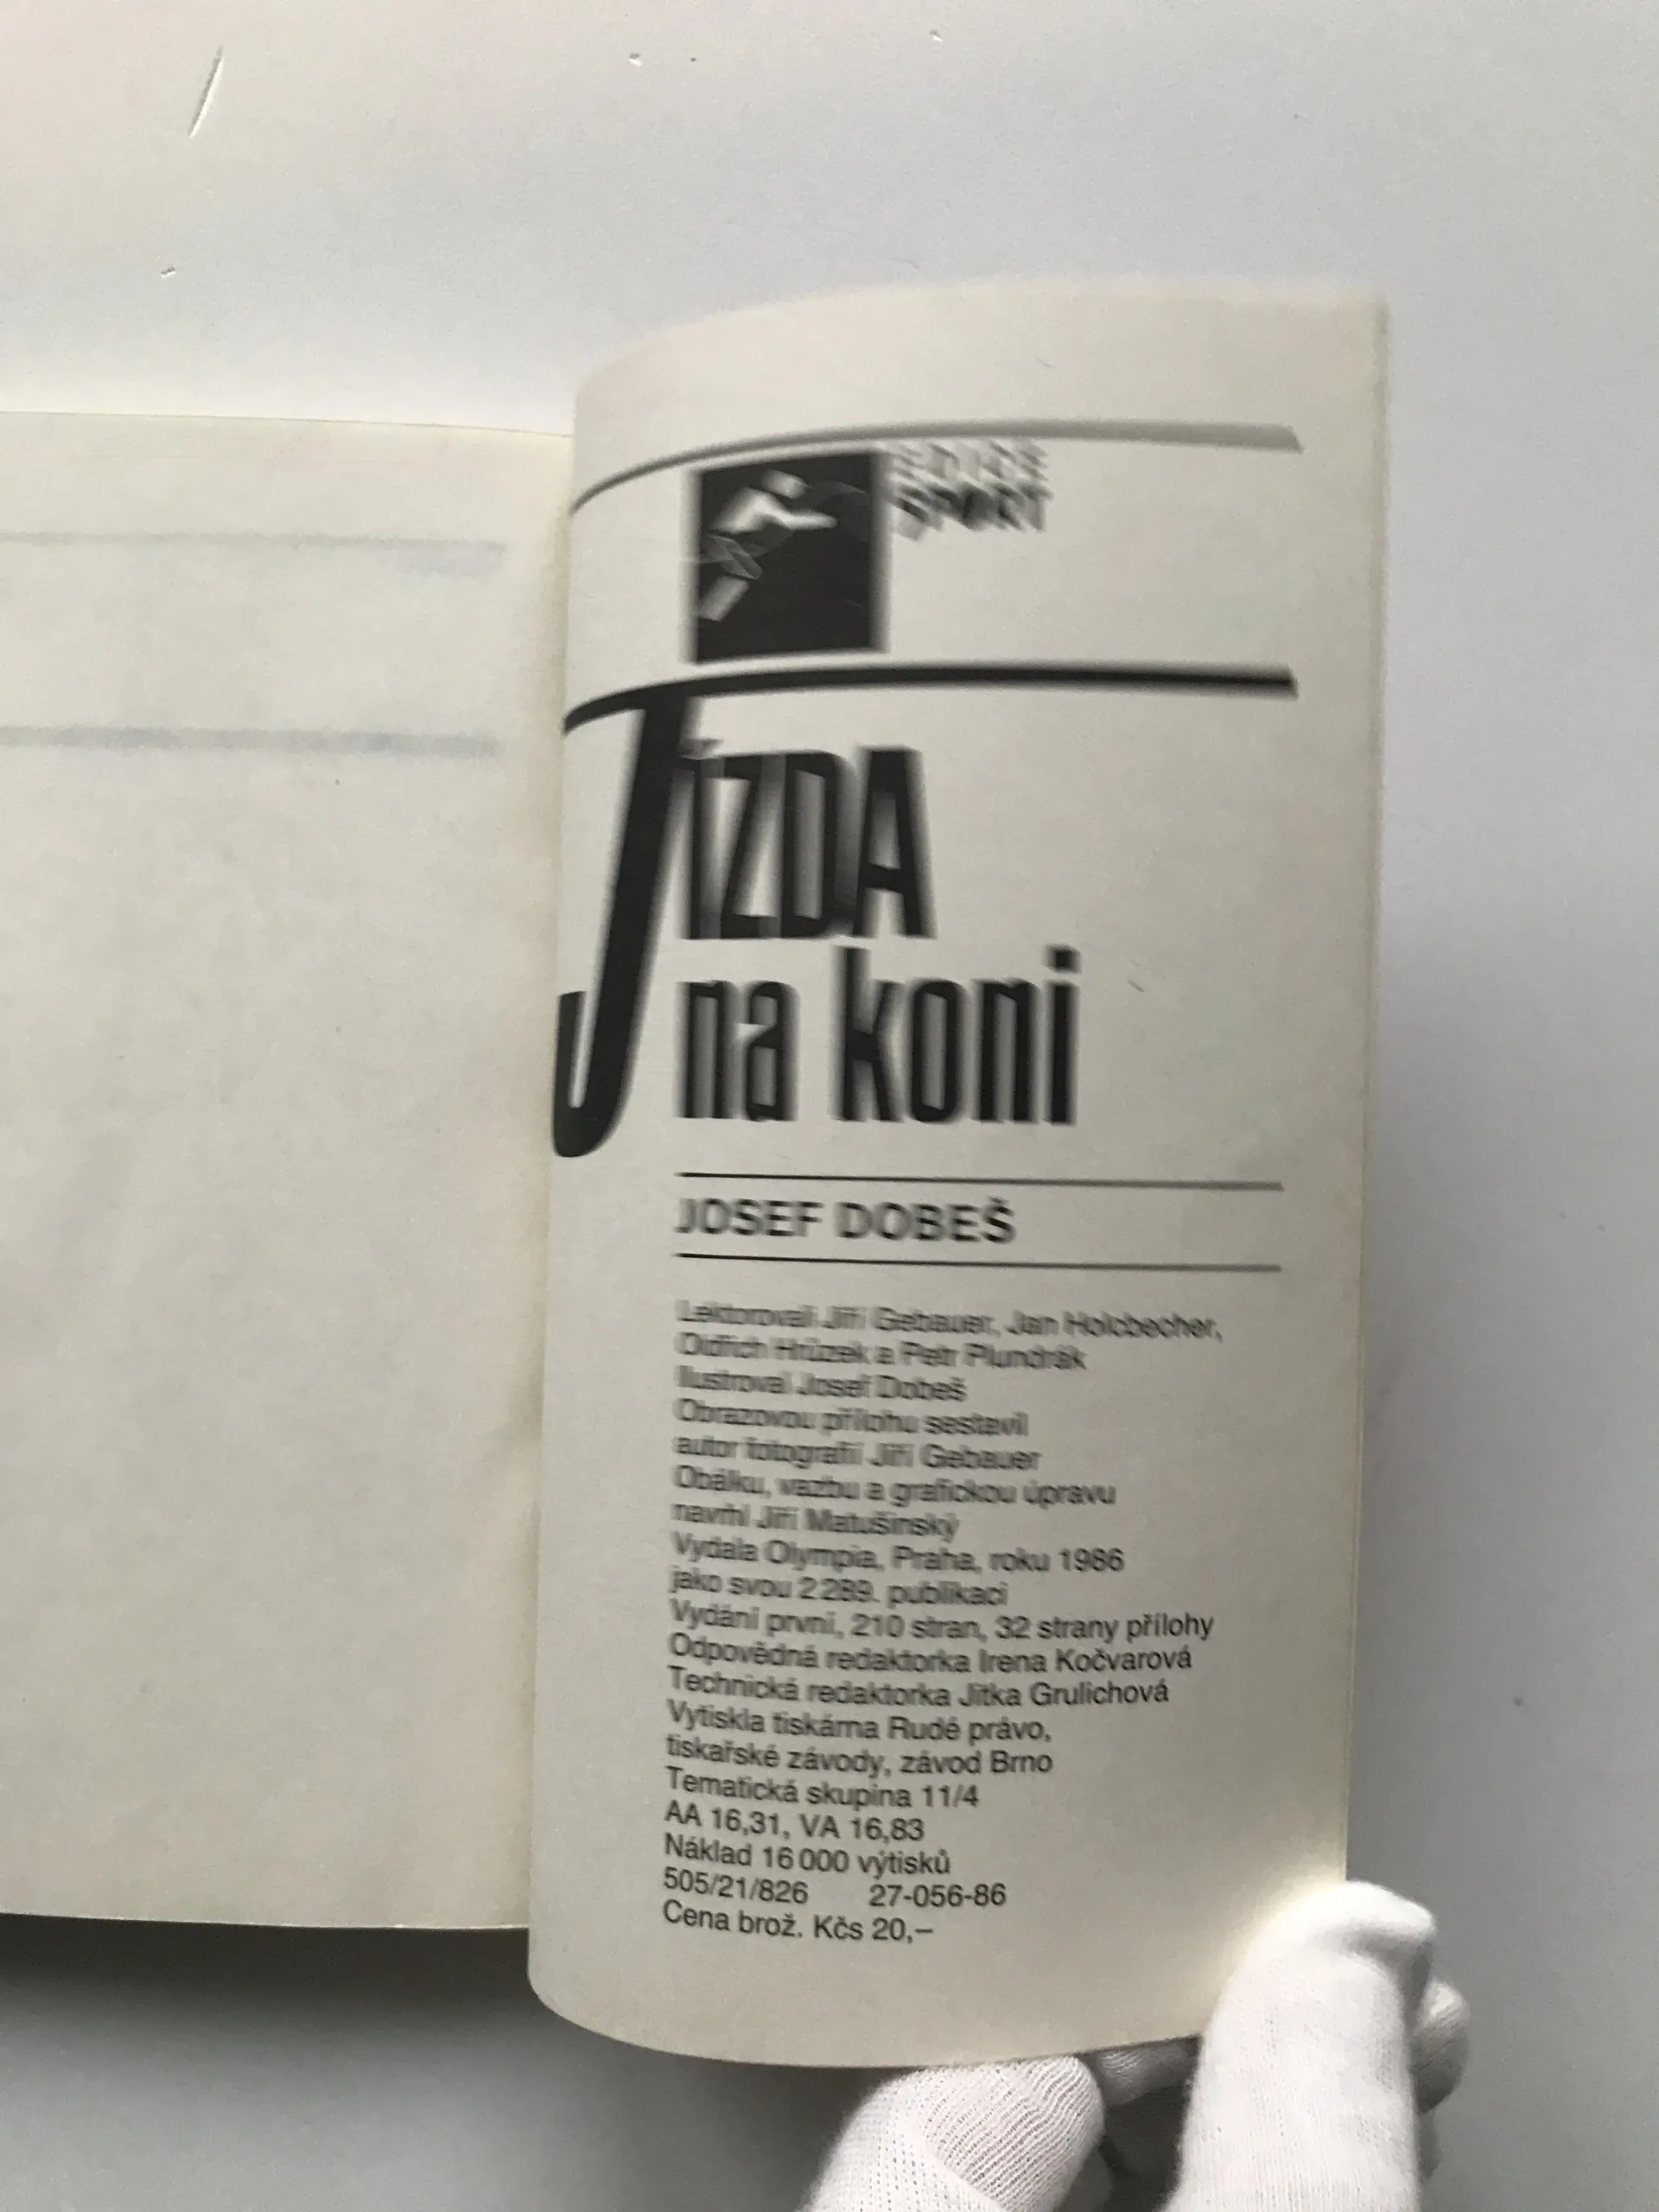 EDICE
SPORT
JÍZDA
na koni
JOSEF DOBEŠ
Lektorovali Jiří Gebauer, Jan Holcbecher,
Oldřich Hrůzek a Petr Plundrák
Ilustroval Josef Dobeš
Obrazovou přílohu sestavil
autor fotografií Jiří Gebauer
Obálku, vazbu a grafickou úpravu
navrhl Jiří Matušinský
Vydala Olympia, Praha, roku 1986
jako svou 2 289. publikaci
Vydání první, 210 stran, 32 strany přílohy
Odpovědná redaktorka Irena Kočvarová
Technická redaktorka Jitka Grulichová
Vytiskla tiskárna Rudé právo,
tiskařské závody, závod Brno
Tematická skupina 11/4
AA 16,31, VA 16,83
Náklad 16 000 výtisků
505/21/826 27-056-86
Cena brož. Kčs 20,–